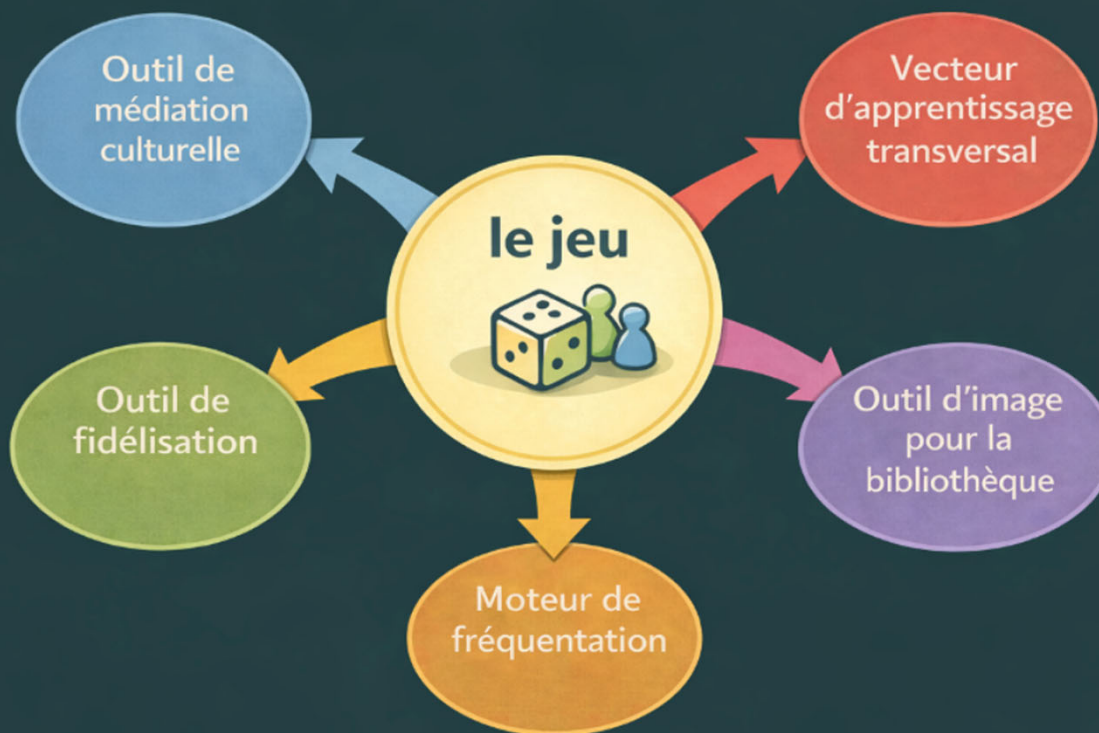 Outil de
médiation
culturelle
Vecteur
d'apprentissage
transversal
le jeu
Outil de
fidélisation
Outil d'image
pour la
bibliothèque
Moteur de
fréquentation